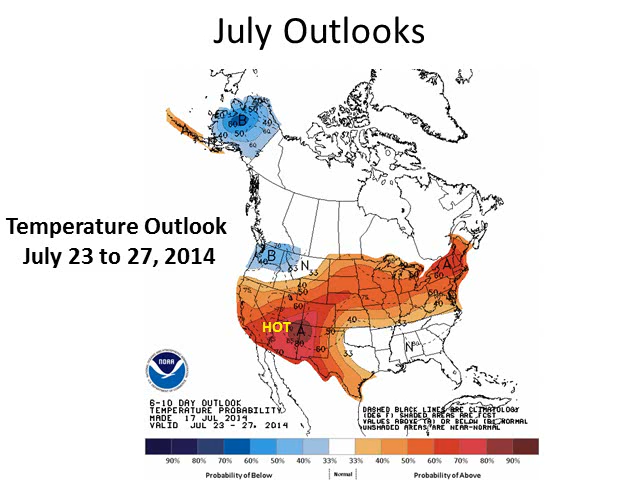 July Outlooks
Temperature Outlook
July 23 to 27, 2014
B
B
N
A
HOT
A
N
NOAA
6-10 DAY OUTLOOK
TEMPERATURE PROBABILITY
MADE 17 JUL 2014
VALID JUL 23 - 27, 2014
DASHED BLACK LINES ARE CLIMATOLOGY
(DEG F) SHADED AREAS ARE FCST
VALUES ABOVE (A) OR BELOW (B) NORMAL
UNSHADED AREAS ARE NEAR-NORMAL
90% 80% 70% 60% 50% 40% 33% 33% 40% 50% 60% 70% 80% 90%
Probability of Below Normal Probability of Above